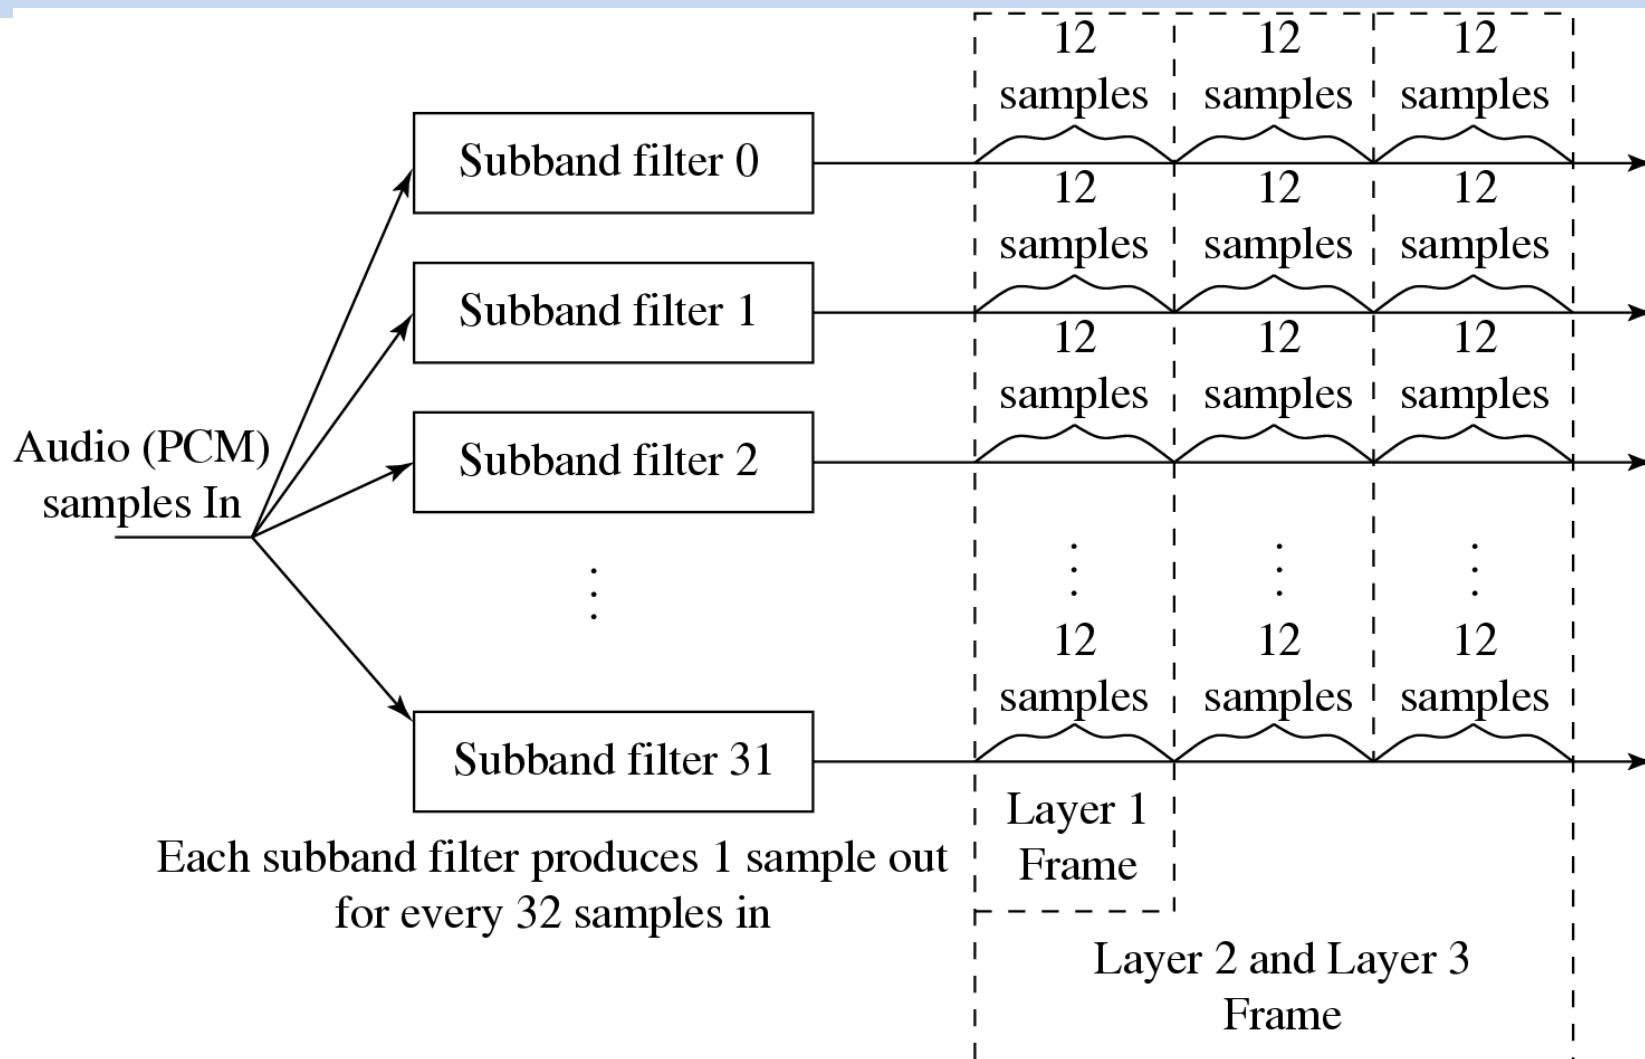 12 12 12
samples samples samples
Subband filter 0
12 12 12
samples samples samples
Subband filter 1
12 12 12
samples samples samples
Audio (PCM)
samples In
Subband filter 2
12 12 12
samples samples samples
Subband filter 31
Layer 1
Frame
Each subband filter produces 1 sample out
for every 32 samples in
Layer 2 and Layer 3
Frame